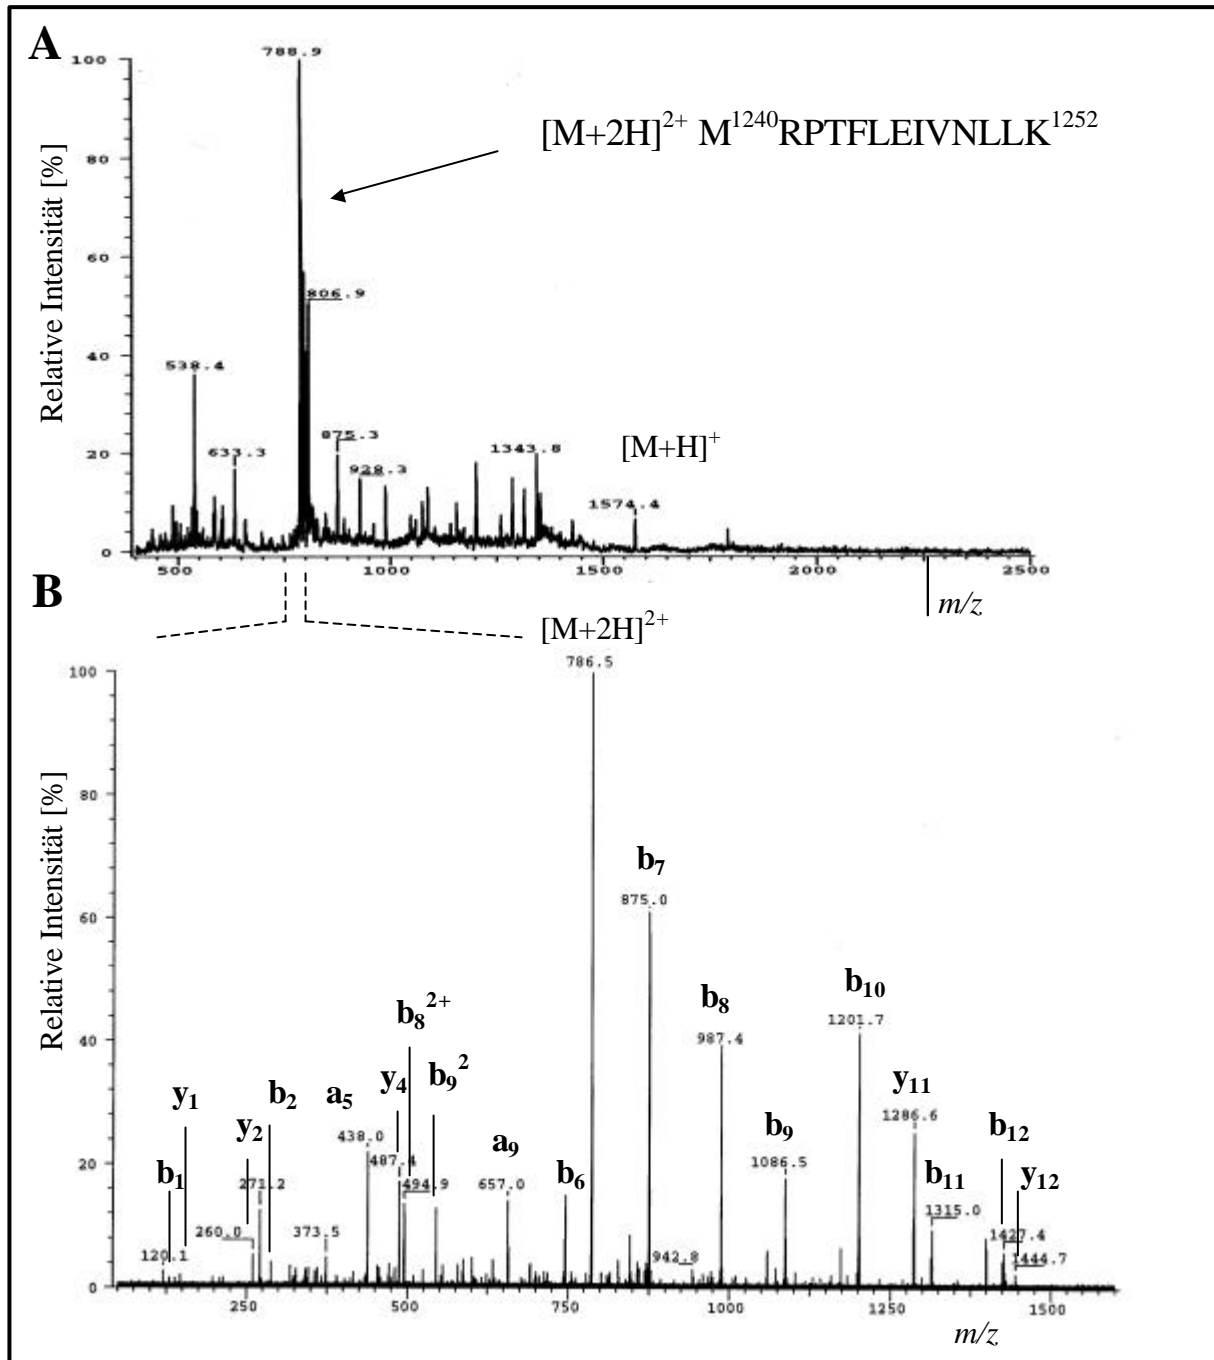 A
788.9
[M+2H]2+ M1240RPTFLEIVNLLK1252
Relative Intensität [%]
100
80
60
40
20
0
806.9
538.4
633.3
875.3
928.3
1343.8
[M+H]+
1574.4
500
1000
1500
2000
2500
m/z
B
[M+2H]2+
786.5
Relative Intensität [%]
100
80
60
40
20
0
b7
875.0
b8
987.4
b10
1201.7
b8 2+
b9 2
y4
a5
438.0
487.4
494.9
y1
b1
y2
b2
271.2
260.0
120.1
373.5
a9
657.0
b6
942.8
b9
1086.5
y11
1286.6
b11
1315.0
b12
1427.4
y12
1444.7
250
500
750
1000
1250
1500
m/z